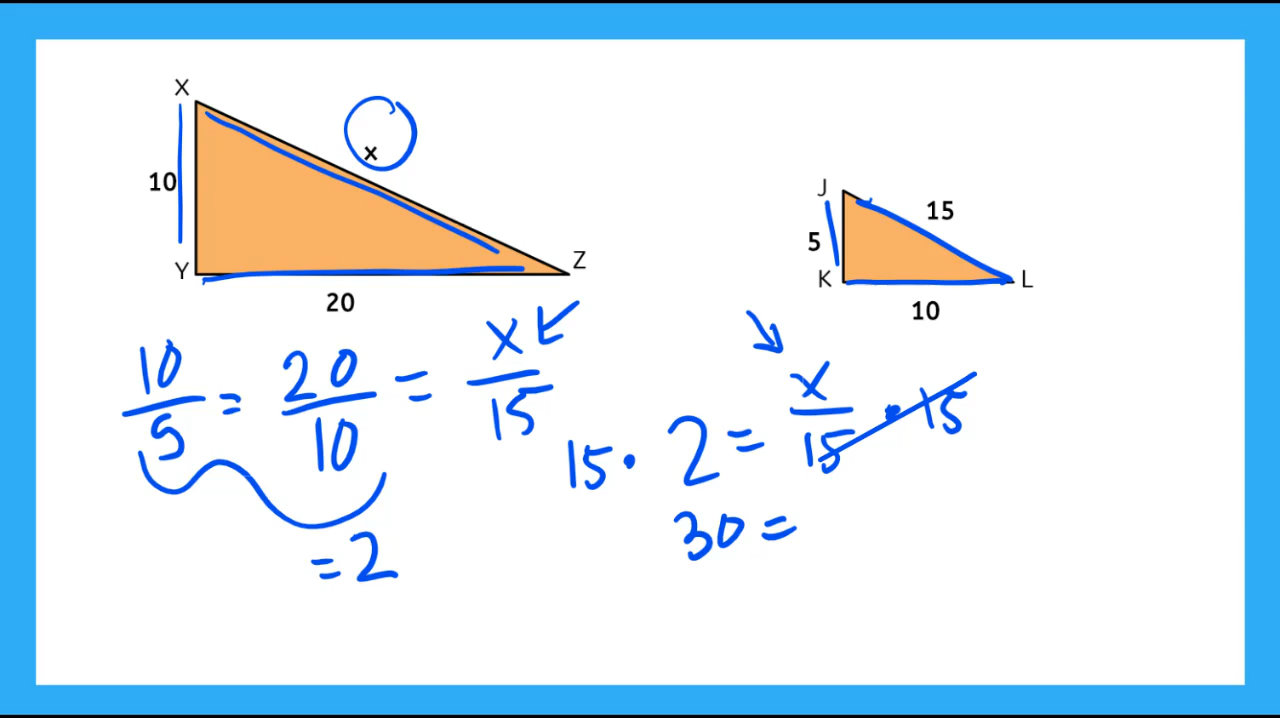 X
x
10
Y
Z
20
J
15
5
K
L
10
10/5 = 20/10 = x/15
= 2
15 · 2 = x/15 · 15
30 =